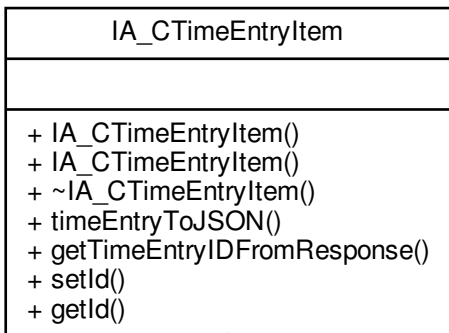 IA_CTimeEntryItem
+ IA_CTimeEntryItem()
+ IA_CTimeEntryItem()
+ ~IA_CTimeEntryItem()
+ timeEntryToJSON()
+ getTimeEntryIDFromResponse()
+ setId()
+ getId()